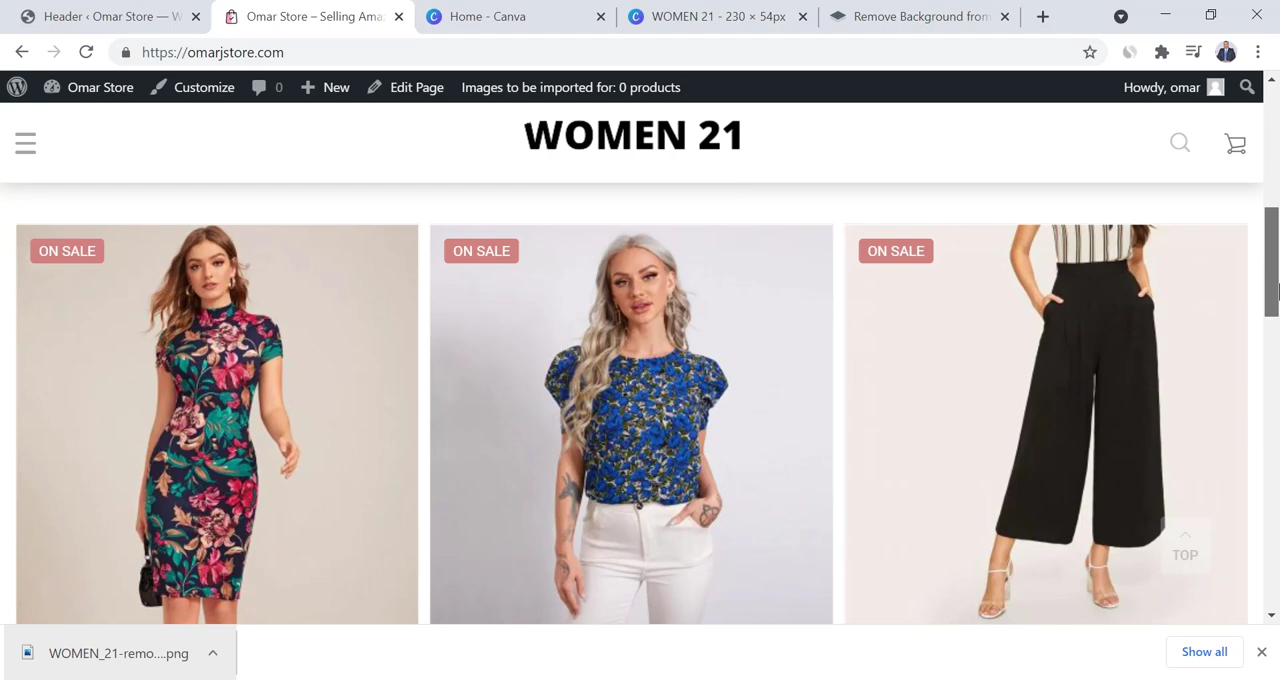 Header ‹ Omar Store — W
Omar Store – Selling Ama
Home - Canva
WOMEN 21 - 230 × 54px
Remove Background from
https://omarjstore.com
Omar Store
Customize
0
New
Edit Page
Images to be imported for: 0 products
Howdy, omar
WOMEN 21
ON SALE
ON SALE
ON SALE
TOP
WOMEN_21-remo....png
Show all